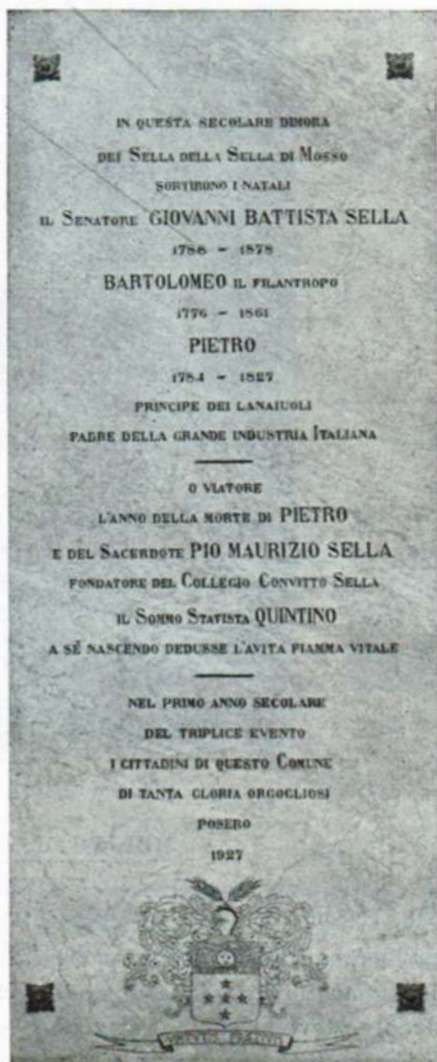 IN QUESTA SECOLARE DIMORA
DEI SELLA DELLA SELLA DI MOSSO
SORTIRONO I NATALI
IL SENATORE GIOVANNI BATTISTA SELLA
1788 - 1878
BARTOLOMEO IL FILANTROPO
1776 - 1861
PIETRO
1784 - 1827
PRINCIPE DEI LANAIUOLI
PADRE DELLA GRANDE INDUSTRIA ITALIANA
O VIATORE
L'ANNO DELLA MORTE DI PIETRO
E DEL SACERDOTE PIO MAURIZIO SELLA
FONDATORE DEL COLLEGIO CONVITTO SELLA
IL SOMMO STATISTA QUINTINO
A SÉ NASCENDO DEDUSSE L'AVITA FIAMMA VITALE
NEL PRIMO ANNO SECOLARE
DEL TRIPLICE EVENTO
I CITTADINI DI QUESTO COMUNE
DI TANTA GLORIA ORGOGLIOSI
POSERO
1927